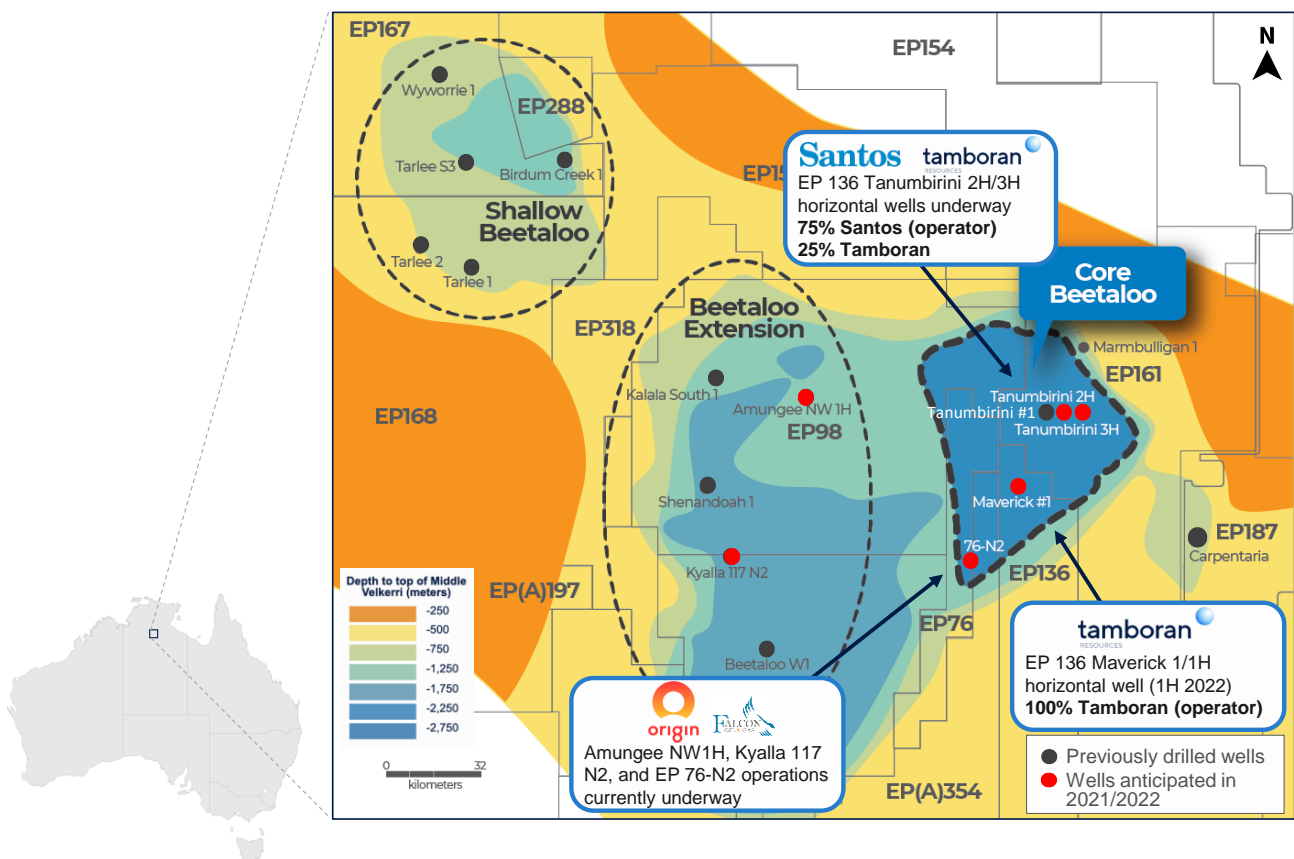 EP167
EP154
N
Wyworrie 1
EP288
Tarlee S3
Birdum Creek 1
Shallow
Beetaloo
Tarlee 2
Tarlee 1
Santos
tamboran
RESOURCES
EP 136 Tanumbirini 2H/3H
horizontal wells underway
75% Santos (operator)
25% Tamboran
Core
Beetaloo
Beetaloo
Extension
EP318
Marmbulligan 1
EP161
Kalala South 1
EP168
Amungee NW 1H
EP98
Tanumbirini 2H
Tanumbirini #1
Tanumbirini 3H
Shenandoah 1
Maverick #1
EP187
Carpentaria
76-N2
Kyalla 117 N2
EP136
EP(A)197
EP76
Beetaloo W1
Depth to top of Middle
Velkerri (meters)
-250
-500
-750
-1,250
-1,750
-2,250
-2,750
0 32
kilometers
origin
FALCON
Amungee NW1H, Kyalla 117
N2, and EP 76-N2 operations
currently underway
tamboran
RESOURCES
EP 136 Maverick 1/1H
horizontal well (1H 2022)
100% Tamboran (operator)
EP(A)354
Previously drilled wells
Wells anticipated in
2021/2022